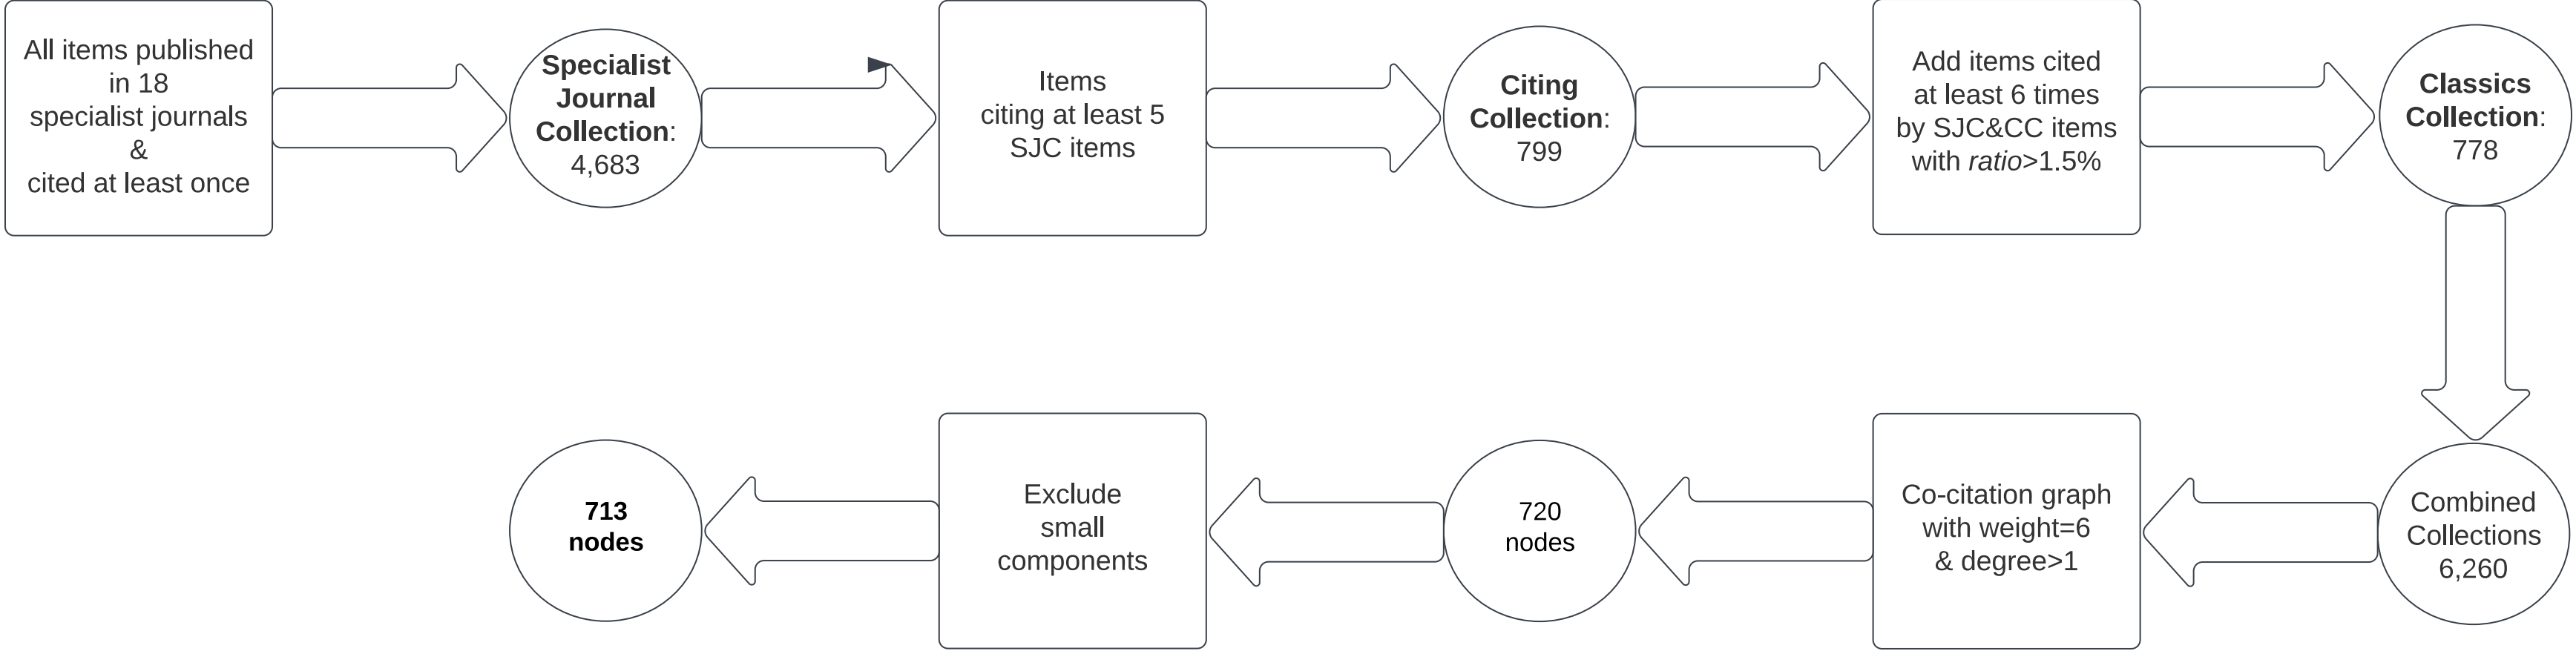 All items published
in 18
specialist journals
&
cited at least once
Specialist
Journal
Collection:
4,683
Items
citing at least 5
SJC items
Citing
Collection:
799
Add items cited
at least 6 times
by SJC&CC items
with ratio>1.5%
Classics
Collection:
778
Combined
Collections
6,260
Co-citation graph
with weight=6
& degree>1
720
nodes
Exclude
small
components
713
nodes